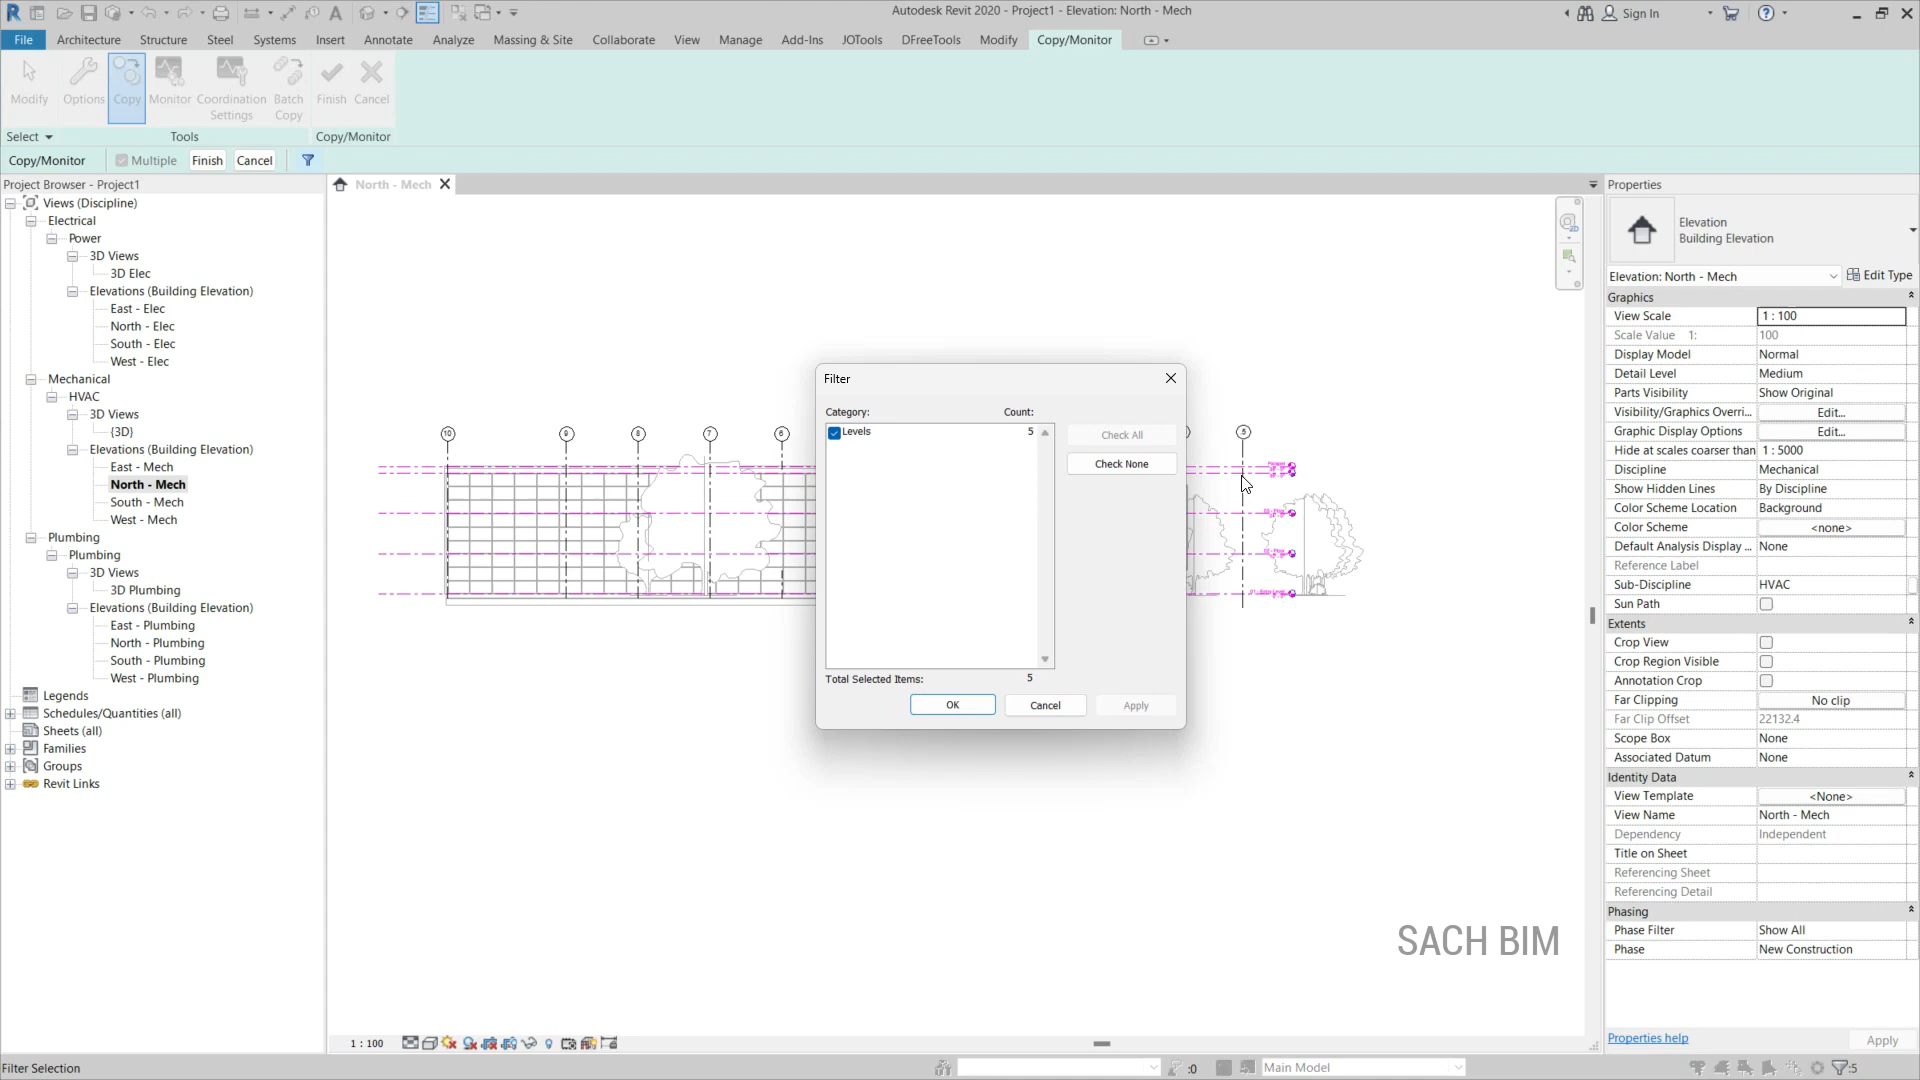 Autodesk Revit 2020 - Project1 - Elevation: North - Mech
Sign In
File Architecture Structure Steel Systems Insert Annotate Analyze Massing & Site Collaborate View Manage Add-Ins JOTools DFreeTools Modify Copy/Monitor
Modify Options Copy Monitor Coordination Settings Batch Copy Finish Cancel
Select Tools Copy/Monitor
Copy/Monitor Multiple Finish Cancel
Project Browser - Project1
Views (Discipline)
Electrical
Power
3D Views
3D Elec
Elevations (Building Elevation)
East - Elec
North - Elec
South - Elec
West - Elec
Mechanical
HVAC
3D Views
{3D}
Elevations (Building Elevation)
East - Mech
North - Mech
South - Mech
West - Mech
Plumbing
Plumbing
3D Views
3D Plumbing
Elevations (Building Elevation)
East - Plumbing
North - Plumbing
South - Plumbing
West - Plumbing
Legends
Schedules/Quantities (all)
Sheets (all)
Families
Groups
Revit Links
North - Mech
2D
10 9 8 7 6 5
Filter
Category: Count:
Levels 5
Check All
Check None
Total Selected Items: 5
OK Cancel Apply
SACH BIM
1 : 100
Properties
Elevation
Building Elevation
Elevation: North - Mech Edit Type
Graphics
View Scale 1 : 100
Scale Value 1: 100
Display Model Normal
Detail Level Medium
Parts Visibility Show Original
Visibility/Graphics Overri... Edit...
Graphic Display Options Edit...
Hide at scales coarser than 1 : 5000
Discipline Mechanical
Show Hidden Lines By Discipline
Color Scheme Location Background
Color Scheme <none>
Default Analysis Display ... None
Reference Label
Sub-Discipline HVAC
Sun Path
Extents
Crop View
Crop Region Visible
Annotation Crop
Far Clipping No clip
Far Clip Offset 22132.4
Scope Box None
Associated Datum None
Identity Data
View Template <None>
View Name North - Mech
Dependency Independent
Title on Sheet
Referencing Sheet
Referencing Detail
Phasing
Phase Filter Show All
Phase New Construction
Properties help Apply
Filter Selection :0 Main Model :5